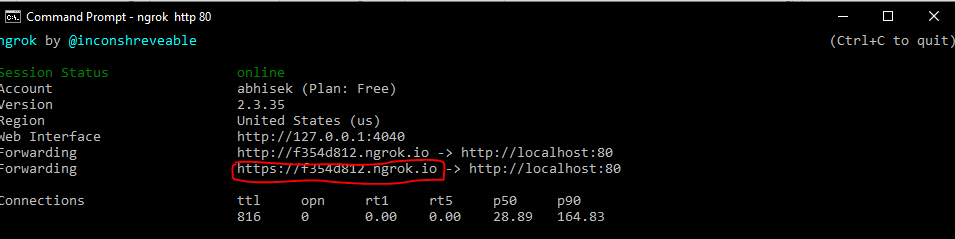 Command Prompt - ngrok http 80
ngrok by @inconshreveable (Ctrl+C to quit)
Session Status online
Account abhisek (Plan: Free)
Version 2.3.35
Region United States (us)
Web Interface http://127.0.0.1:4040
Forwarding http://f354d812.ngrok.io -> http://localhost:80
Forwarding https://f354d812.ngrok.io -> http://localhost:80
Connections ttl opn rt1 rt5 p50 p90
816 0 0.00 0.00 28.89 164.83